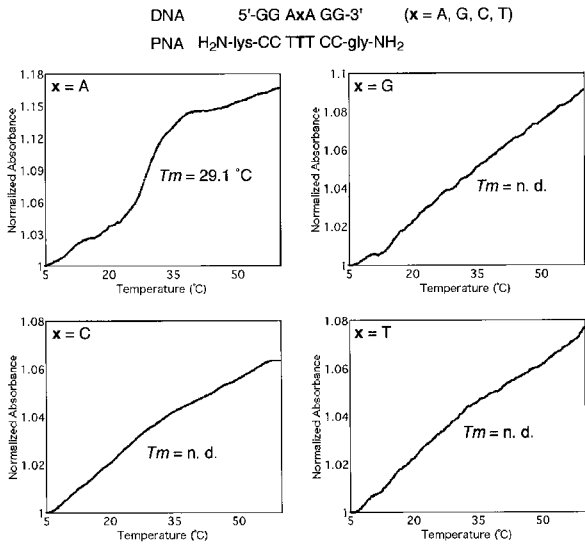 DNA 5'-GG AxA GG-3' (x = A, G, C, T)
PNA H₂N-lys-CC TTT CC-gly-NH₂
x = A
Normalized Absorbance
1.18
1.15
1.09
1.06
1.03
1
Tm = 29.1 ˚C
5 20 35 50
Temperature (˚C)
x = G
Normalized Absorbance
1.1
1.08
1.06
1.04
1.02
1
Tm = n. d.
5 20 35 50
Temperature (˚C)
x = C
Normalized Absorbance
1.08
1.06
1.04
1.02
1
Tm = n. d.
5 20 35 50
Temperature (˚C)
x = T
Normalized Absorbance
1.08
1.06
1.04
1.02
1
Tm = n. d.
5 20 35 50
Temperature (˚C)